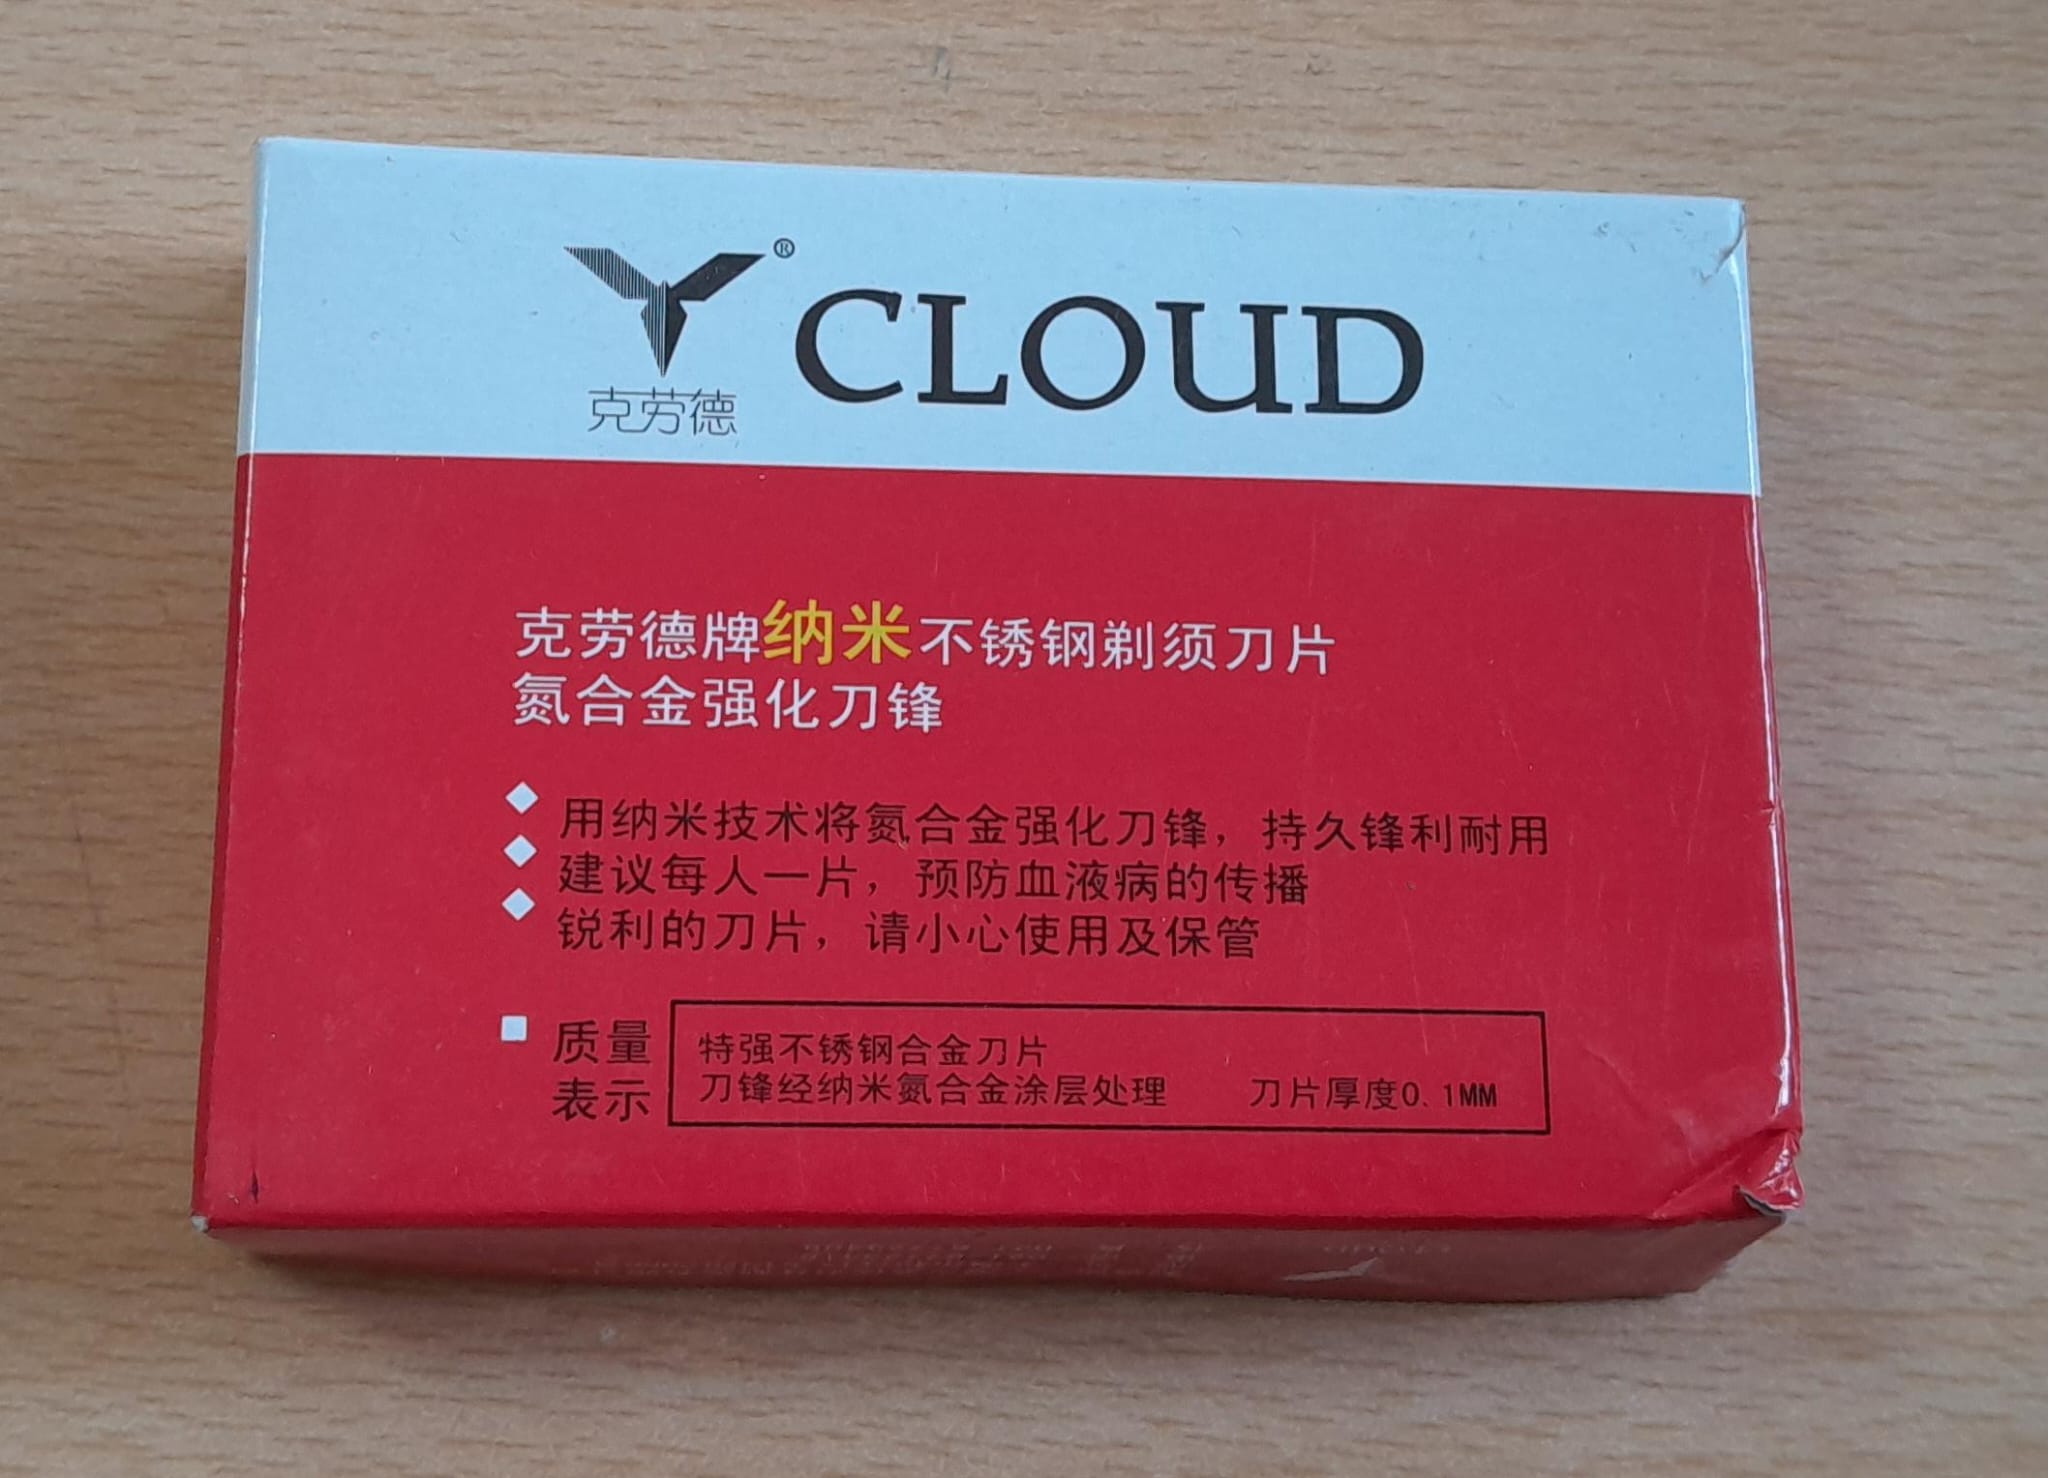 ®
CLOUD
克劳德
克劳德牌纳米不锈钢剃须刀片
氮合金强化刀锋
用纳米技术将氮合金强化刀锋，持久锋利耐用
建议每人一片，预防血液病的传播
锐利的刀片，请小心使用及保管
质量
表示
特强不锈钢合金刀片
刀锋经纳米氮合金涂层处理 刀片厚度0.1MM